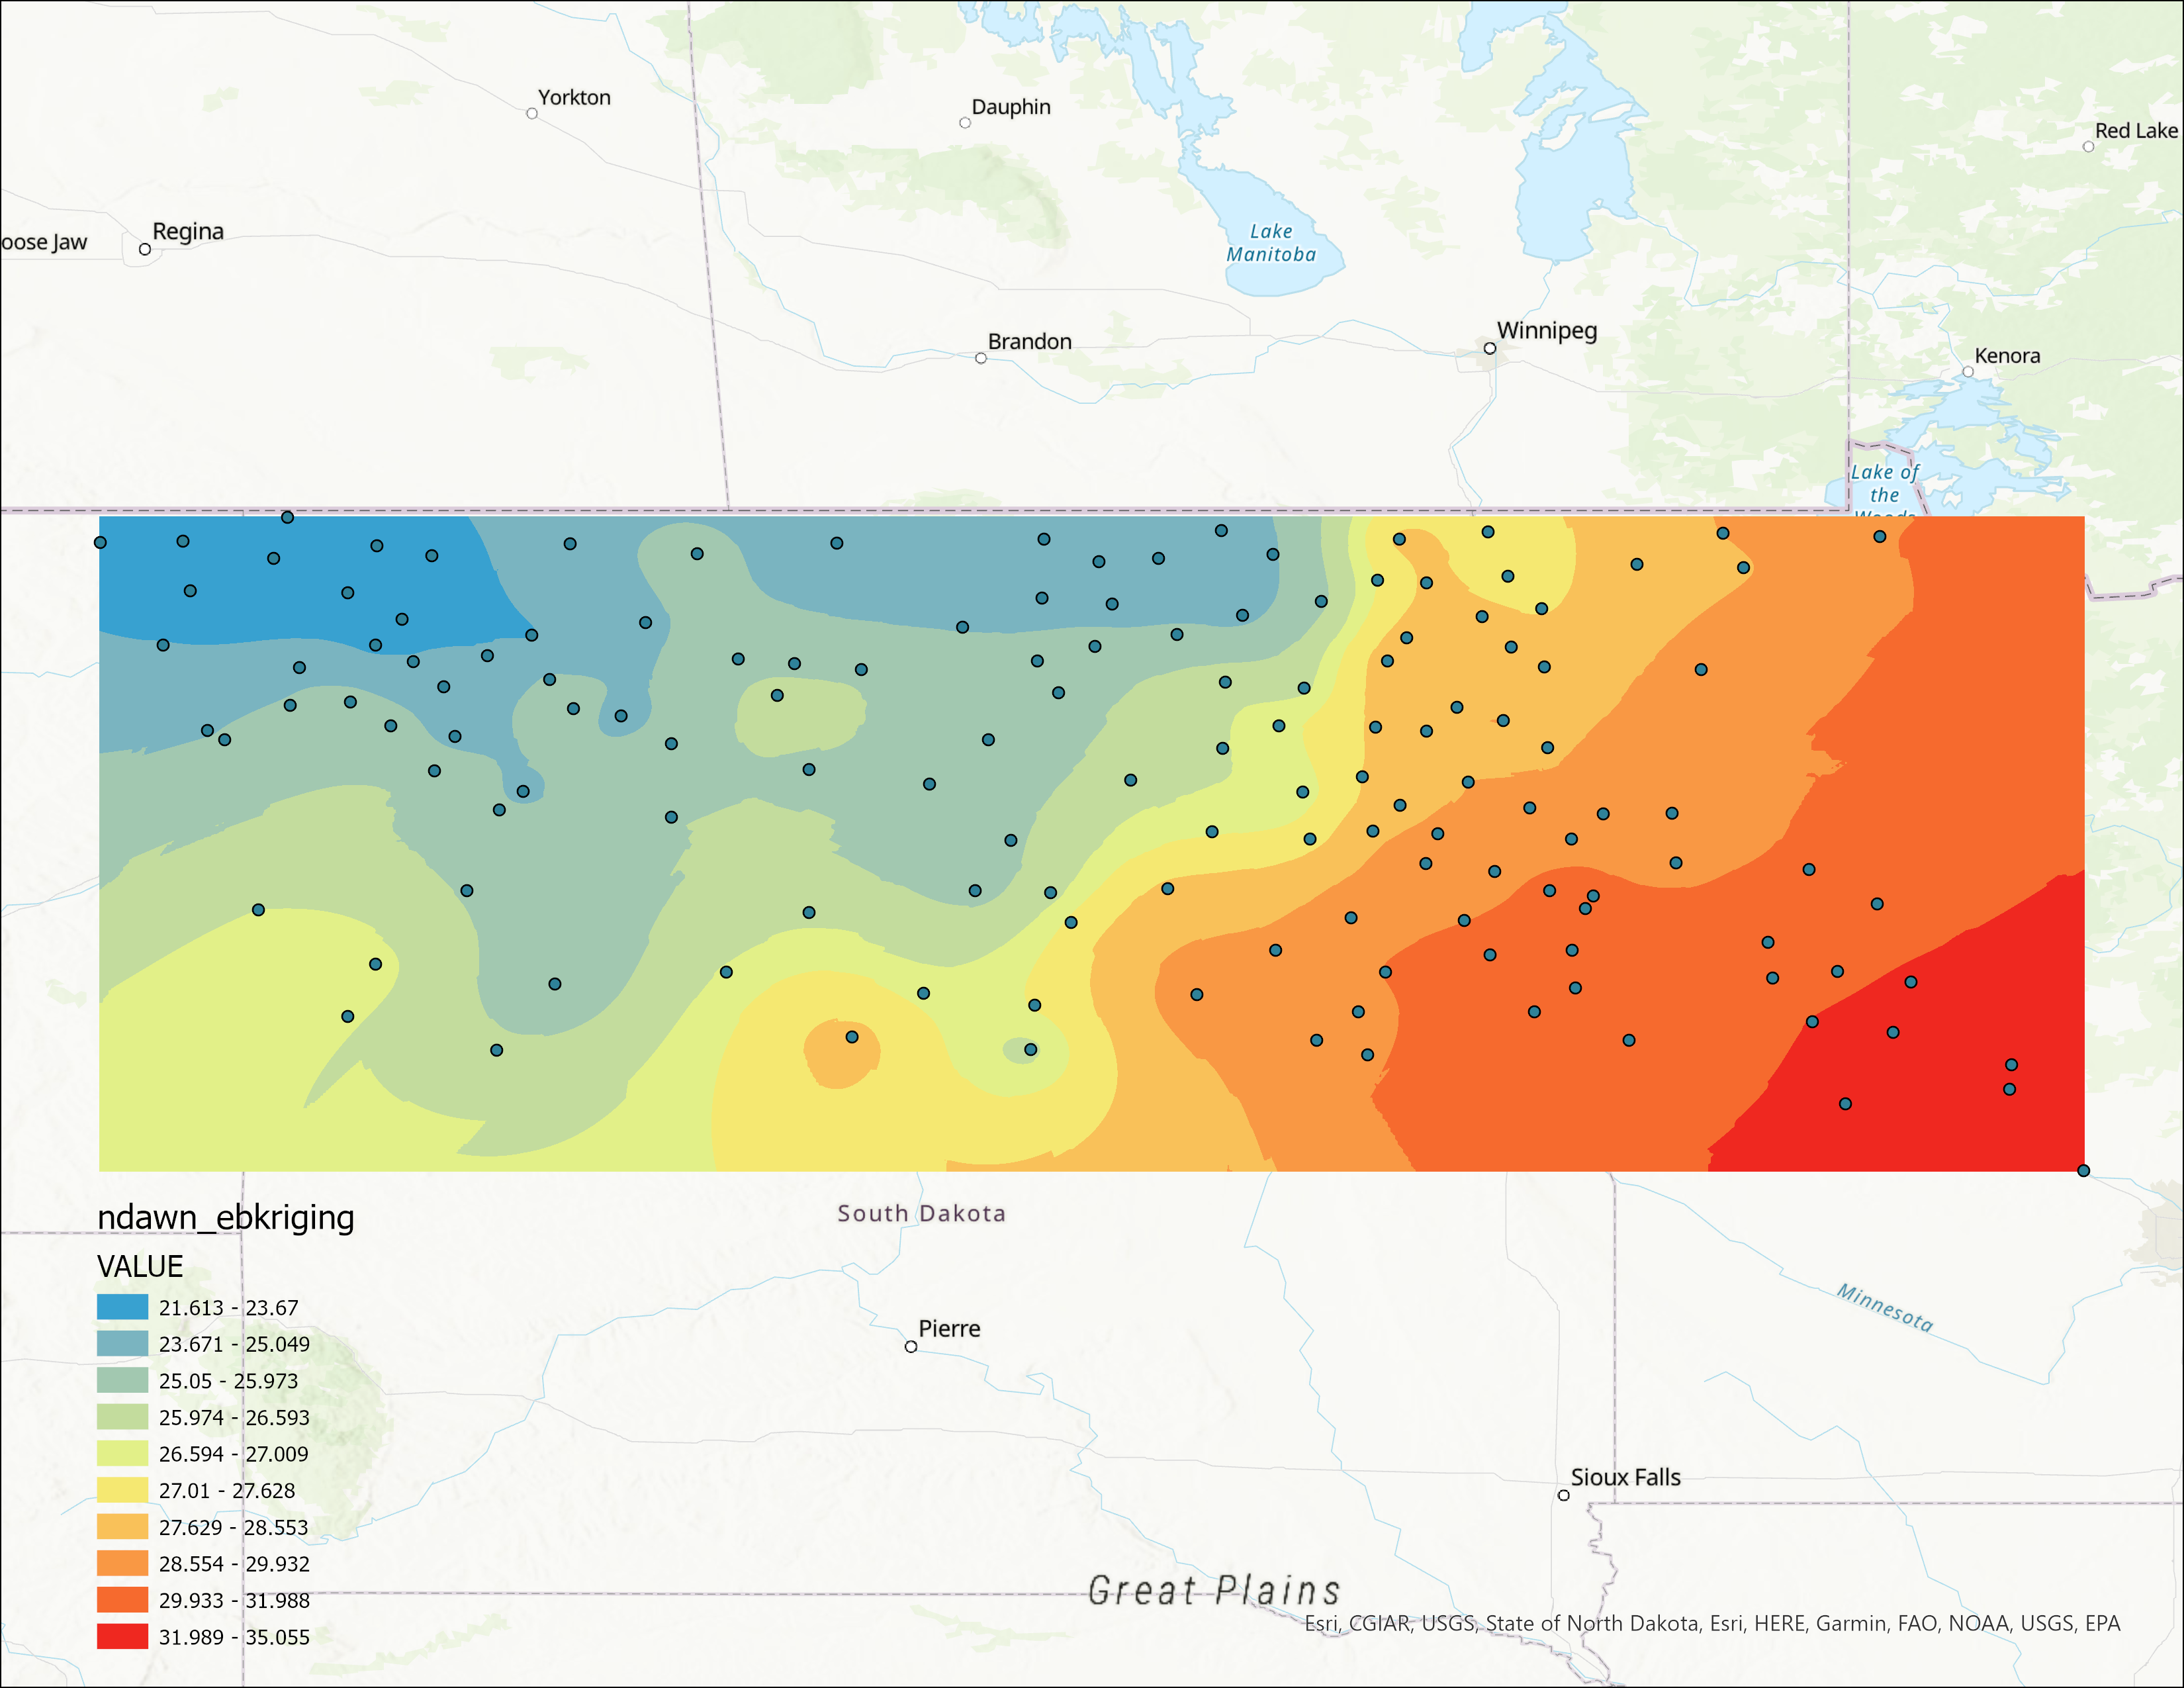 Yorkton
Dauphin
Red Lake
Regina
oose Jaw
Lake
Manitoba
Winnipeg
Brandon
Kenora
Lake of
the
Woods
South Dakota
ndawn_ebkriging
VALUE
21.613 - 23.67
23.671 - 25.049
25.05 - 25.973
25.974 - 26.593
26.594 - 27.009
27.01 - 27.628
27.629 - 28.553
28.554 - 29.932
29.933 - 31.988
31.989 - 35.055
Minnesota
Pierre
Sioux Falls
Great Plains
Esri, CGIAR, USGS, State of North Dakota, Esri, HERE, Garmin, FAO, NOAA, USGS, EPA